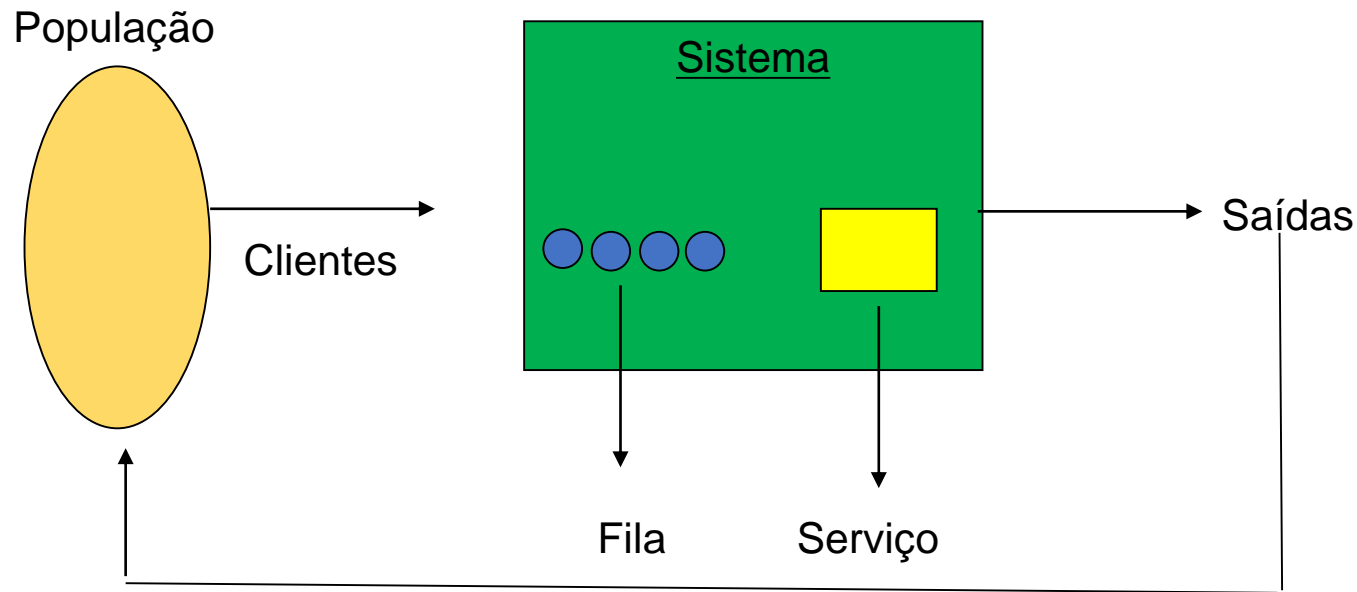 População
Sistema
Clientes
Saídas
Fila
Serviço